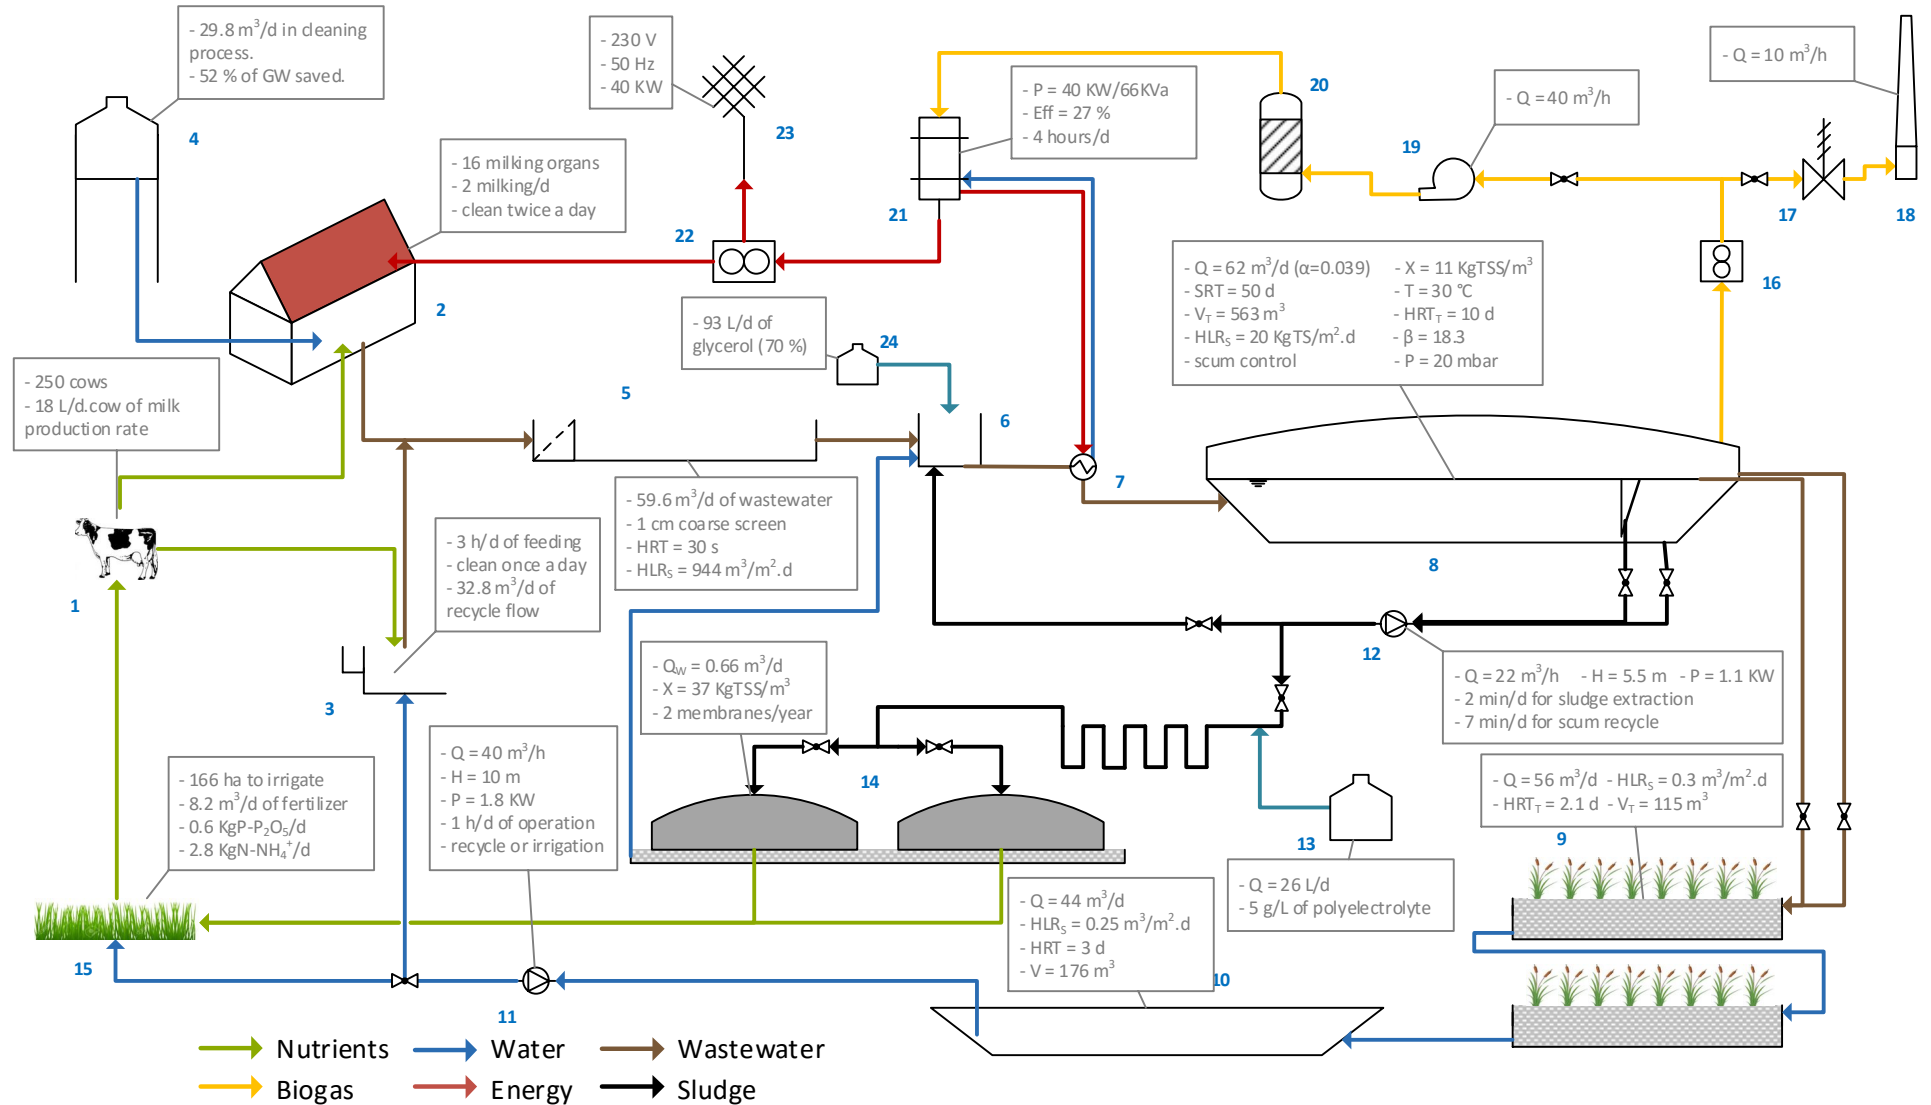 - 29.8 m³/d in cleaning
process.
- 52 % of GW saved.
4
- 230 V
- 50 Hz
- 40 KW
23
- P = 40 KW/66KVa
- Eff = 27 %
- 4 hours/d
21
20
- Q = 40 m³/h
19
- Q = 10 m³/h
17
18
- 16 milking organs
- 2 milking/d
- clean twice a day
2
22
- Q = 62 m³/d (α=0.039)
- SRT = 50 d
- V_T = 563 m³
- HLR_S = 20 KgTS/m².d
- scum control
- X = 11 KgTSS/m³
- T = 30 ℃
- HRT_T = 10 d
- β = 18.3
- P = 20 mbar
16
- 93 L/d of
glycerol (70 %)
24
- 250 cows
- 18 L/d.cow of milk
production rate
1
5
6
7
8
- 59.6 m³/d of wastewater
- 1 cm coarse screen
- HRT = 30 s
- HLR_S = 944 m³/m².d
- 3 h/d of feeding
- clean once a day
- 32.8 m³/d of
recycle flow
3
- Q_W = 0.66 m³/d
- X = 37 KgTSS/m³
- 2 membranes/year
14
12
- Q = 22 m³/h - H = 5.5 m - P = 1.1 KW
- 2 min/d for sludge extraction
- 7 min/d for scum recycle
- 166 ha to irrigate
- 8.2 m³/d of fertilizer
- 0.6 KgP-P₂O₅/d
- 2.8 KgN-NH₄⁺/d
15
- Q = 40 m³/h
- H = 10 m
- P = 1.8 KW
- 1 h/d of operation
- recycle or irrigation
11
13
- Q = 26 L/d
- 5 g/L of polyelectrolyte
- Q = 56 m³/d - HLR_S = 0.3 m³/m².d
- HRT_T = 2.1 d - V_T = 115 m³
9
- Q = 44 m³/d
- HLR_S = 0.25 m³/m².d
- HRT = 3 d
- V = 176 m³
10
Nutrients
Water
Wastewater
Biogas
Energy
Sludge